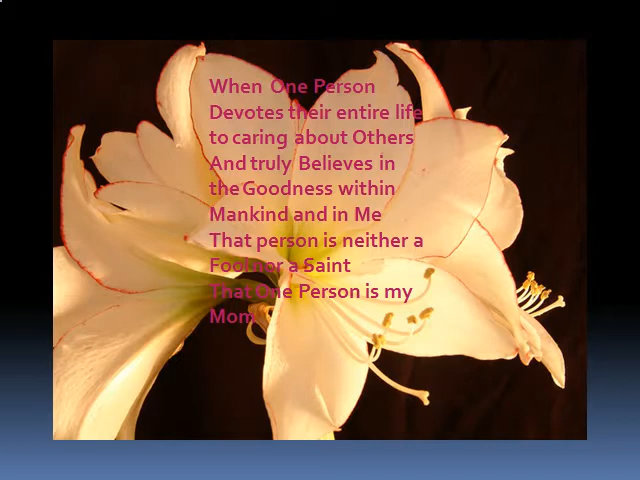 When One Person
Devotes their entire life
to caring about Others
And truly Believes in
the Goodness within
Mankind and in Me
That person is neither a
Fool nor a Saint
That One Person is my
Mom